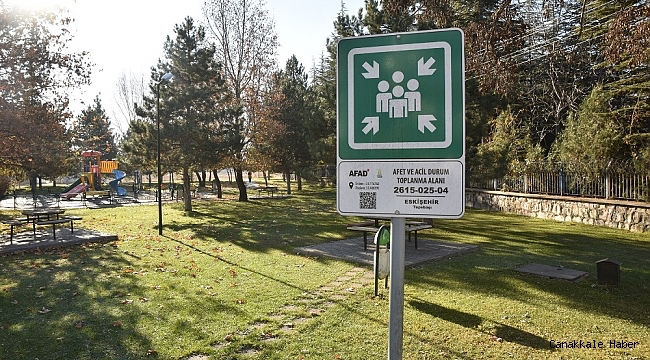 AFAD
AFET VE ACİL DURUM
TOPLANMA ALANI
2615-025-04
ESKİŞEHİR
Tepebaşı
Çanakkale Haber